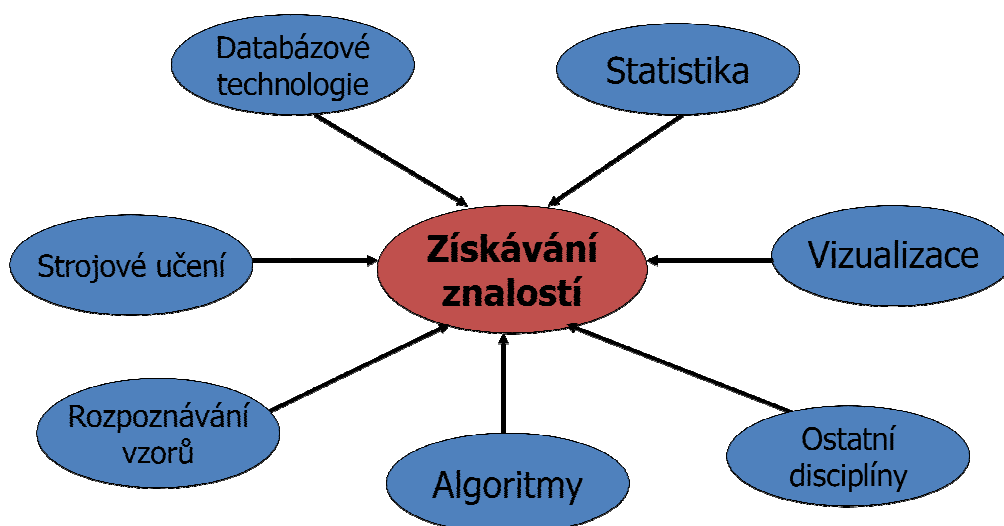 Databázové
technologie
Statistika
Strojové učení
Získávání
znalostí
Vizualizace
Rozpoznávání
vzorů
Algoritmy
Ostatní
disciplíny